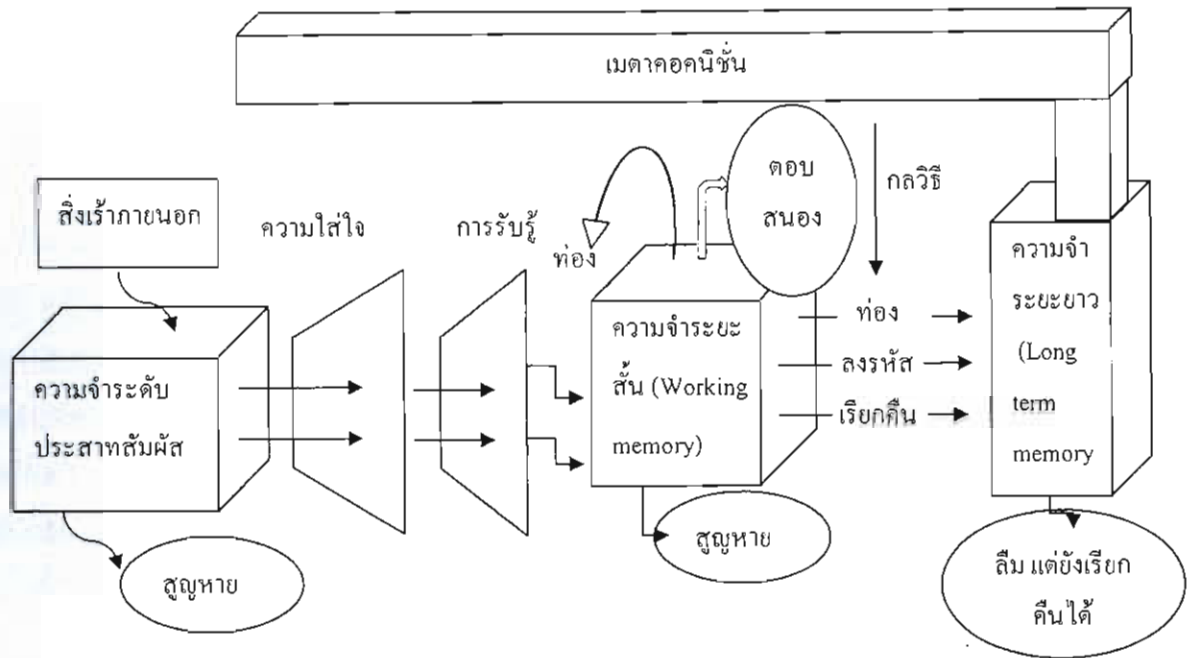 เมตาคอคนิชั่น
ตอบ
สนอง
กลวิธี
สิ่งเร้าภายนอก
ความใส่ใจ
การรับรู้
ท่อง
ความจำ
ระยะยาว
(Long
term
memory
ความจำระดับ
ประสาทสัมผัส
ความจำระยะ
สั้น (Working
memory)
ท่อง
ลงรหัส
เรียกคืน
สูญหาย
สูญหาย
ลืม แต่ยังเรียก
คืนได้